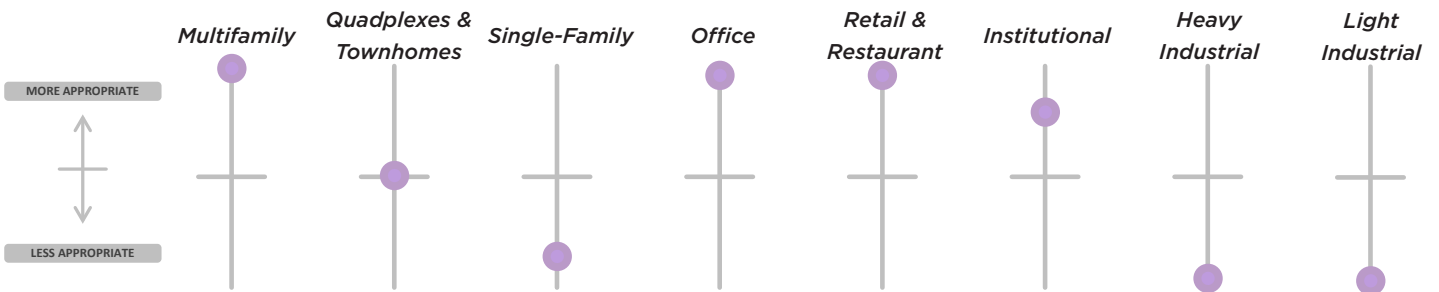 Multifamily
Quadplexes &
Townhomes
Single-Family
Office
Retail &
Restaurant
Institutional
Heavy
Industrial
Light
Industrial
MORE APPROPRIATE
LESS APPROPRIATE